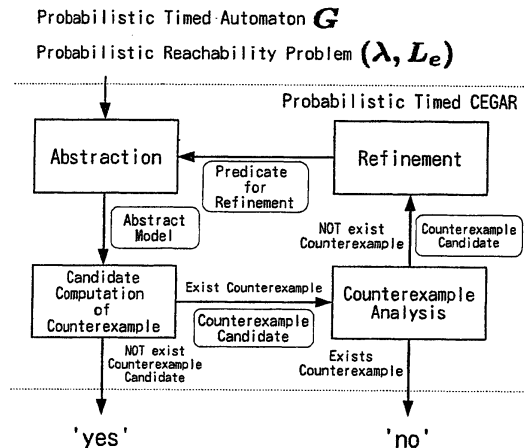 Probabilistic Timed Automaton G
Probabilistic Reachability Problem (λ, Lₑ)
Probabilistic Timed CEGAR
Abstraction
Refinement
Predicate
for
Refinement
Abstract
Model
NOT exist
Counterexample
Counterexample
Candidate
Candidate
Computation
of
Counterexample
Exist Counterexample
Counterexample
Candidate
Counterexample
Analysis
NOT exist
Counterexample
Candidate
Exists
Counterexample
'yes'
'no'